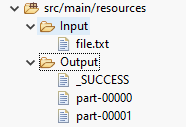 src/main/resources
Input
file.txt
Output
_SUCCESS
part-00000
part-00001